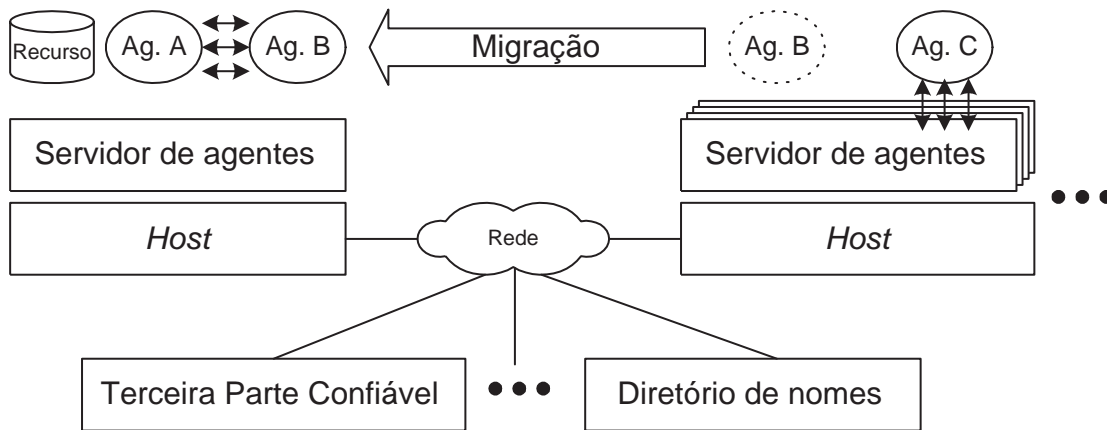 Recurso
Ag. A
Ag. B
Migração
Ag. B
Ag. C
Servidor de agentes
Servidor de agentes
Host
Rede
Host
Terceira Parte Confiável
Diretório de nomes